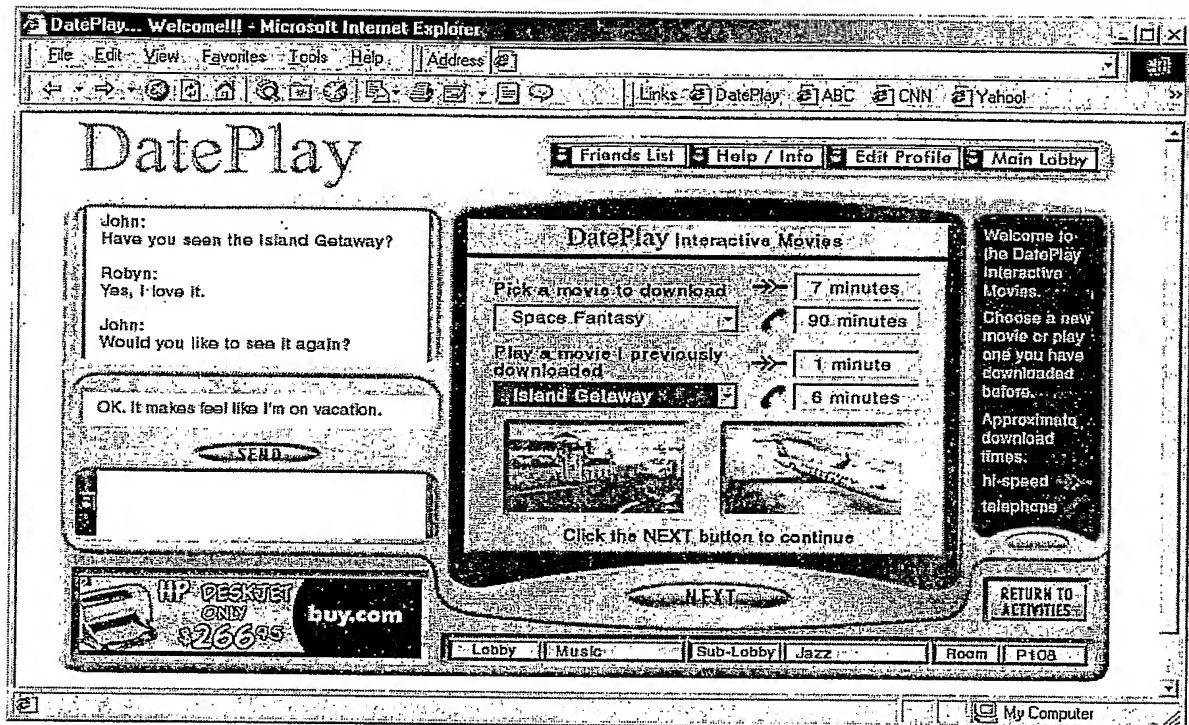 DatePlay... Welcome!!! - Microsoft Internet Explorer
File Edit View Favorites Tools Help Address
Links DatePlay ABC CNN Yahoo!
DatePlay
Friends List Help / Info Edit Profile Main Lobby
John:
Have you seen the Island Getaway?
Robyn:
Yes, I love it.
John:
Would you like to see it again?
OK. It makes feel like I'm on vacation.
SEND
DatePlay Interactive Movies
Pick a movie to download
7 minutes
Space Fantasy
90 minutes
Play a movie I previously
downloaded
1 minute
Island Getaway
6 minutes
Click the NEXT button to continue
NEXT
Welcome to
the DatePlay
Interactive
Movies.
Choose a new
movie or play
one you have
downloaded
before.
Approximate
download
times:
hi-speed
telephone
RETURN TO
ACTIVITIES
HP DESKJET
ONLY
$266.95
buy.com
Lobby Music Sub-Lobby Jazz Room P108
My Computer